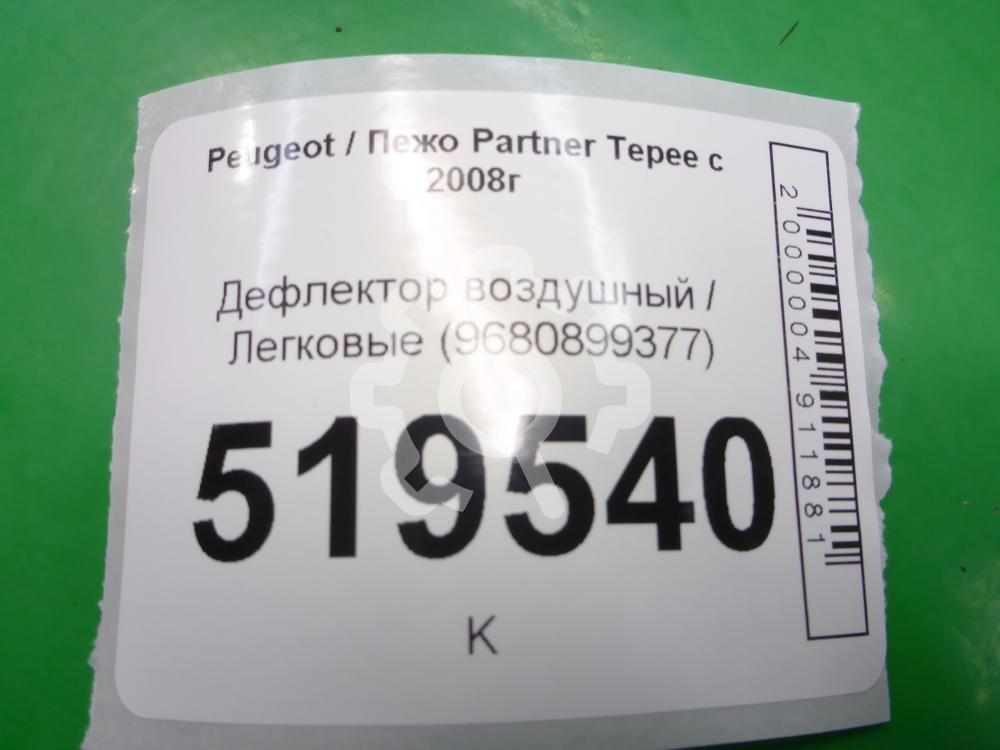 Peugeot / Пежо Partner Tepee с
2008г
Дефлектор воздушный /
Легковые (9680899377)
519540
K
2000004911881